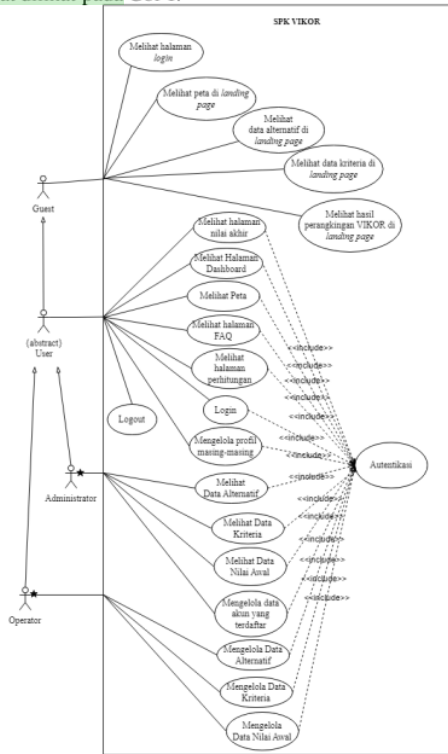 SPK VIKOR
Melihat halaman
login
Melihat peta di landing
page
Melihat
data alternatif di
landing page
Melihat data kriteria di
landing page
Melihat hasil
perangkingan VIKOR di
landing page
Guest
Melihat halaman
nilai akhir
Melihat Halaman
Dashboard
Melihat Peta
Melihat halaman
FAQ
Melihat
halaman
perhitungan
Login
Mengelola profil
masing-masing
Logout
(abstract)
User
<<include>>
<<include>>
<<include>>
<<include>>
<<include>>
<<include>>
<<include>>
<<include>>
<<include>>
<<include>>
<<include>>
<<include>>
<<include>>
<<include>>
Autentikasi
Administrator
Melihat
Data Alternatif
Melihat Data
Kriteria
Melihat Data
Nilai Awal
Mengelola data
akun yang
terdaftar
Operator
Mengelola Data
Alternatif
Mengelola Data
Kriteria
Mengelola
Data Nilai Awal